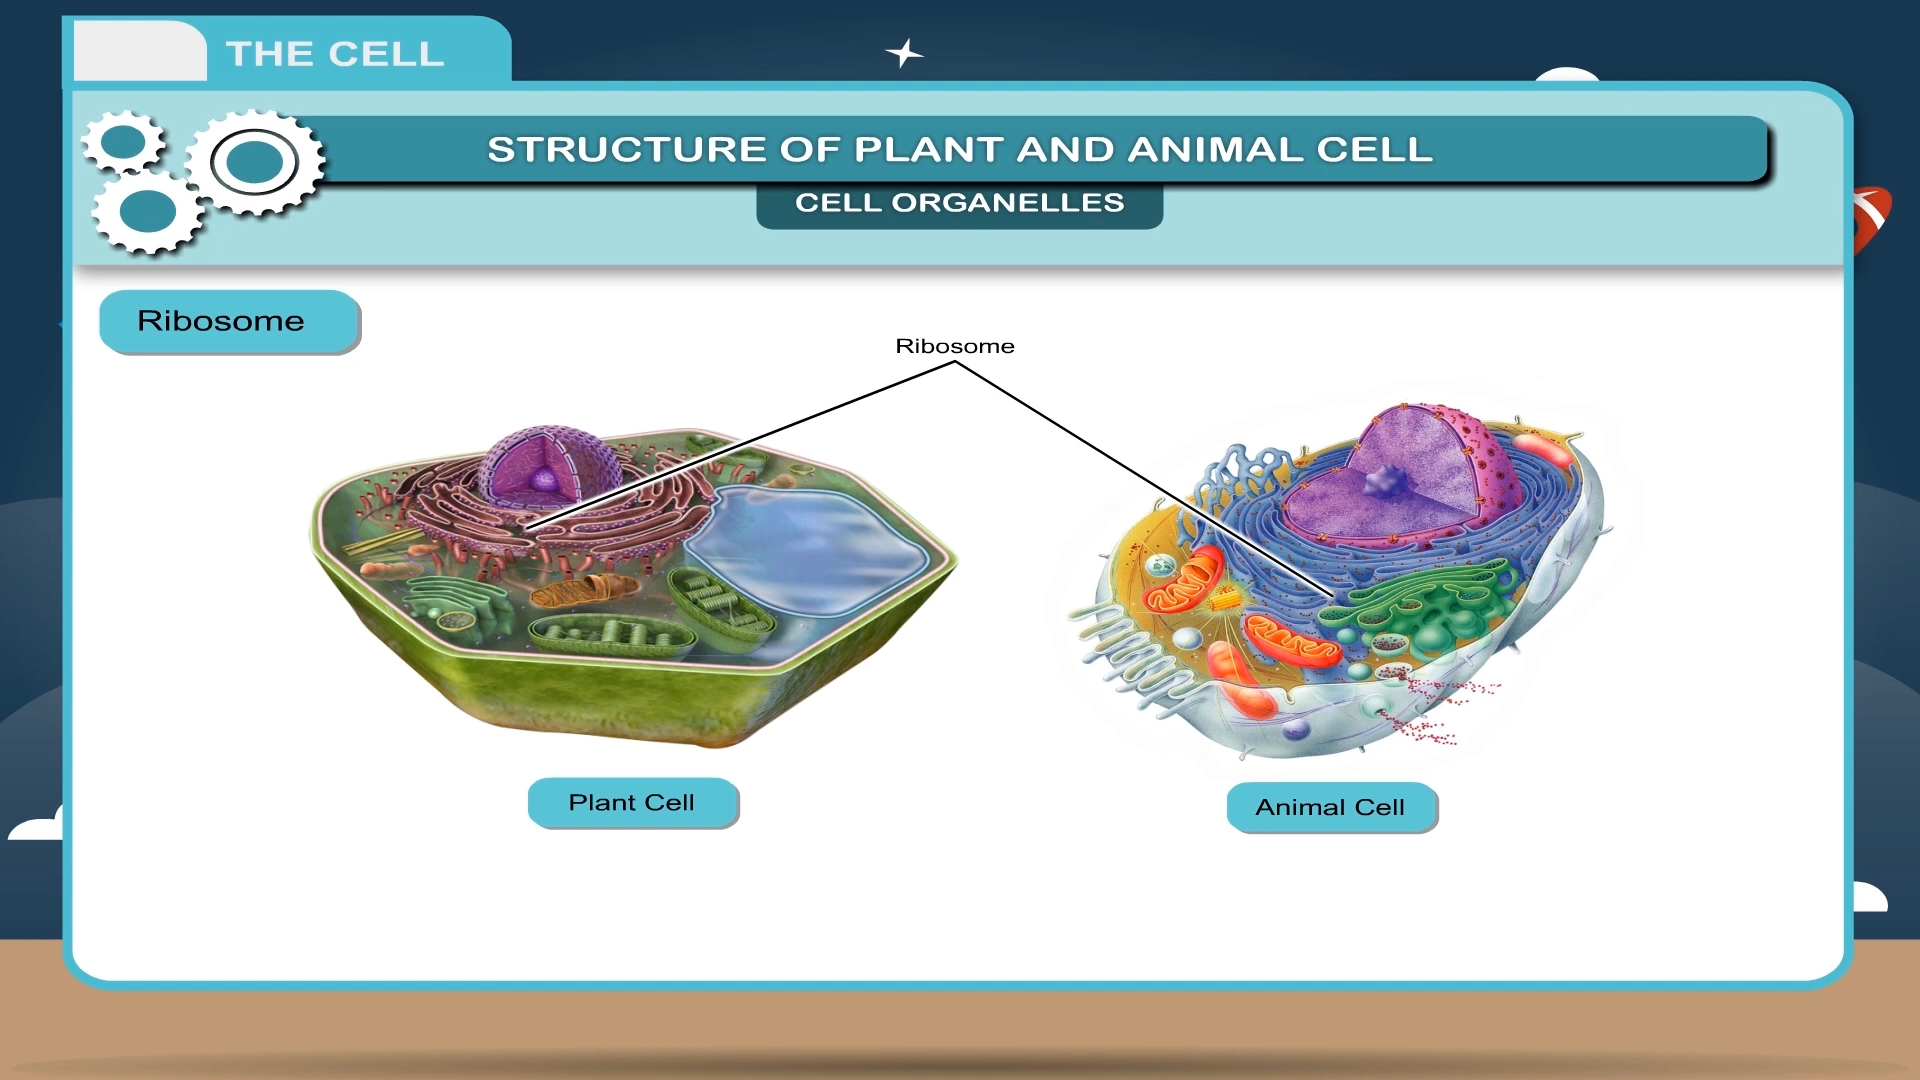 THE CELL
STRUCTURE OF PLANT AND ANIMAL CELL
CELL ORGANELLES
Ribosome
Ribosome
Plant Cell
Animal Cell